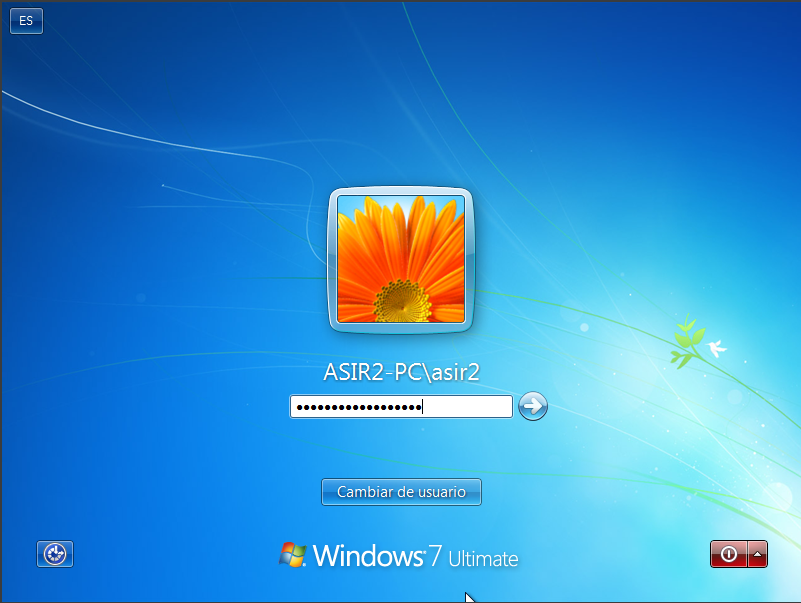 ES
ASIR2-PC\asir2
••••••••••••••••••
Cambiar de usuario
Windows 7 Ultimate